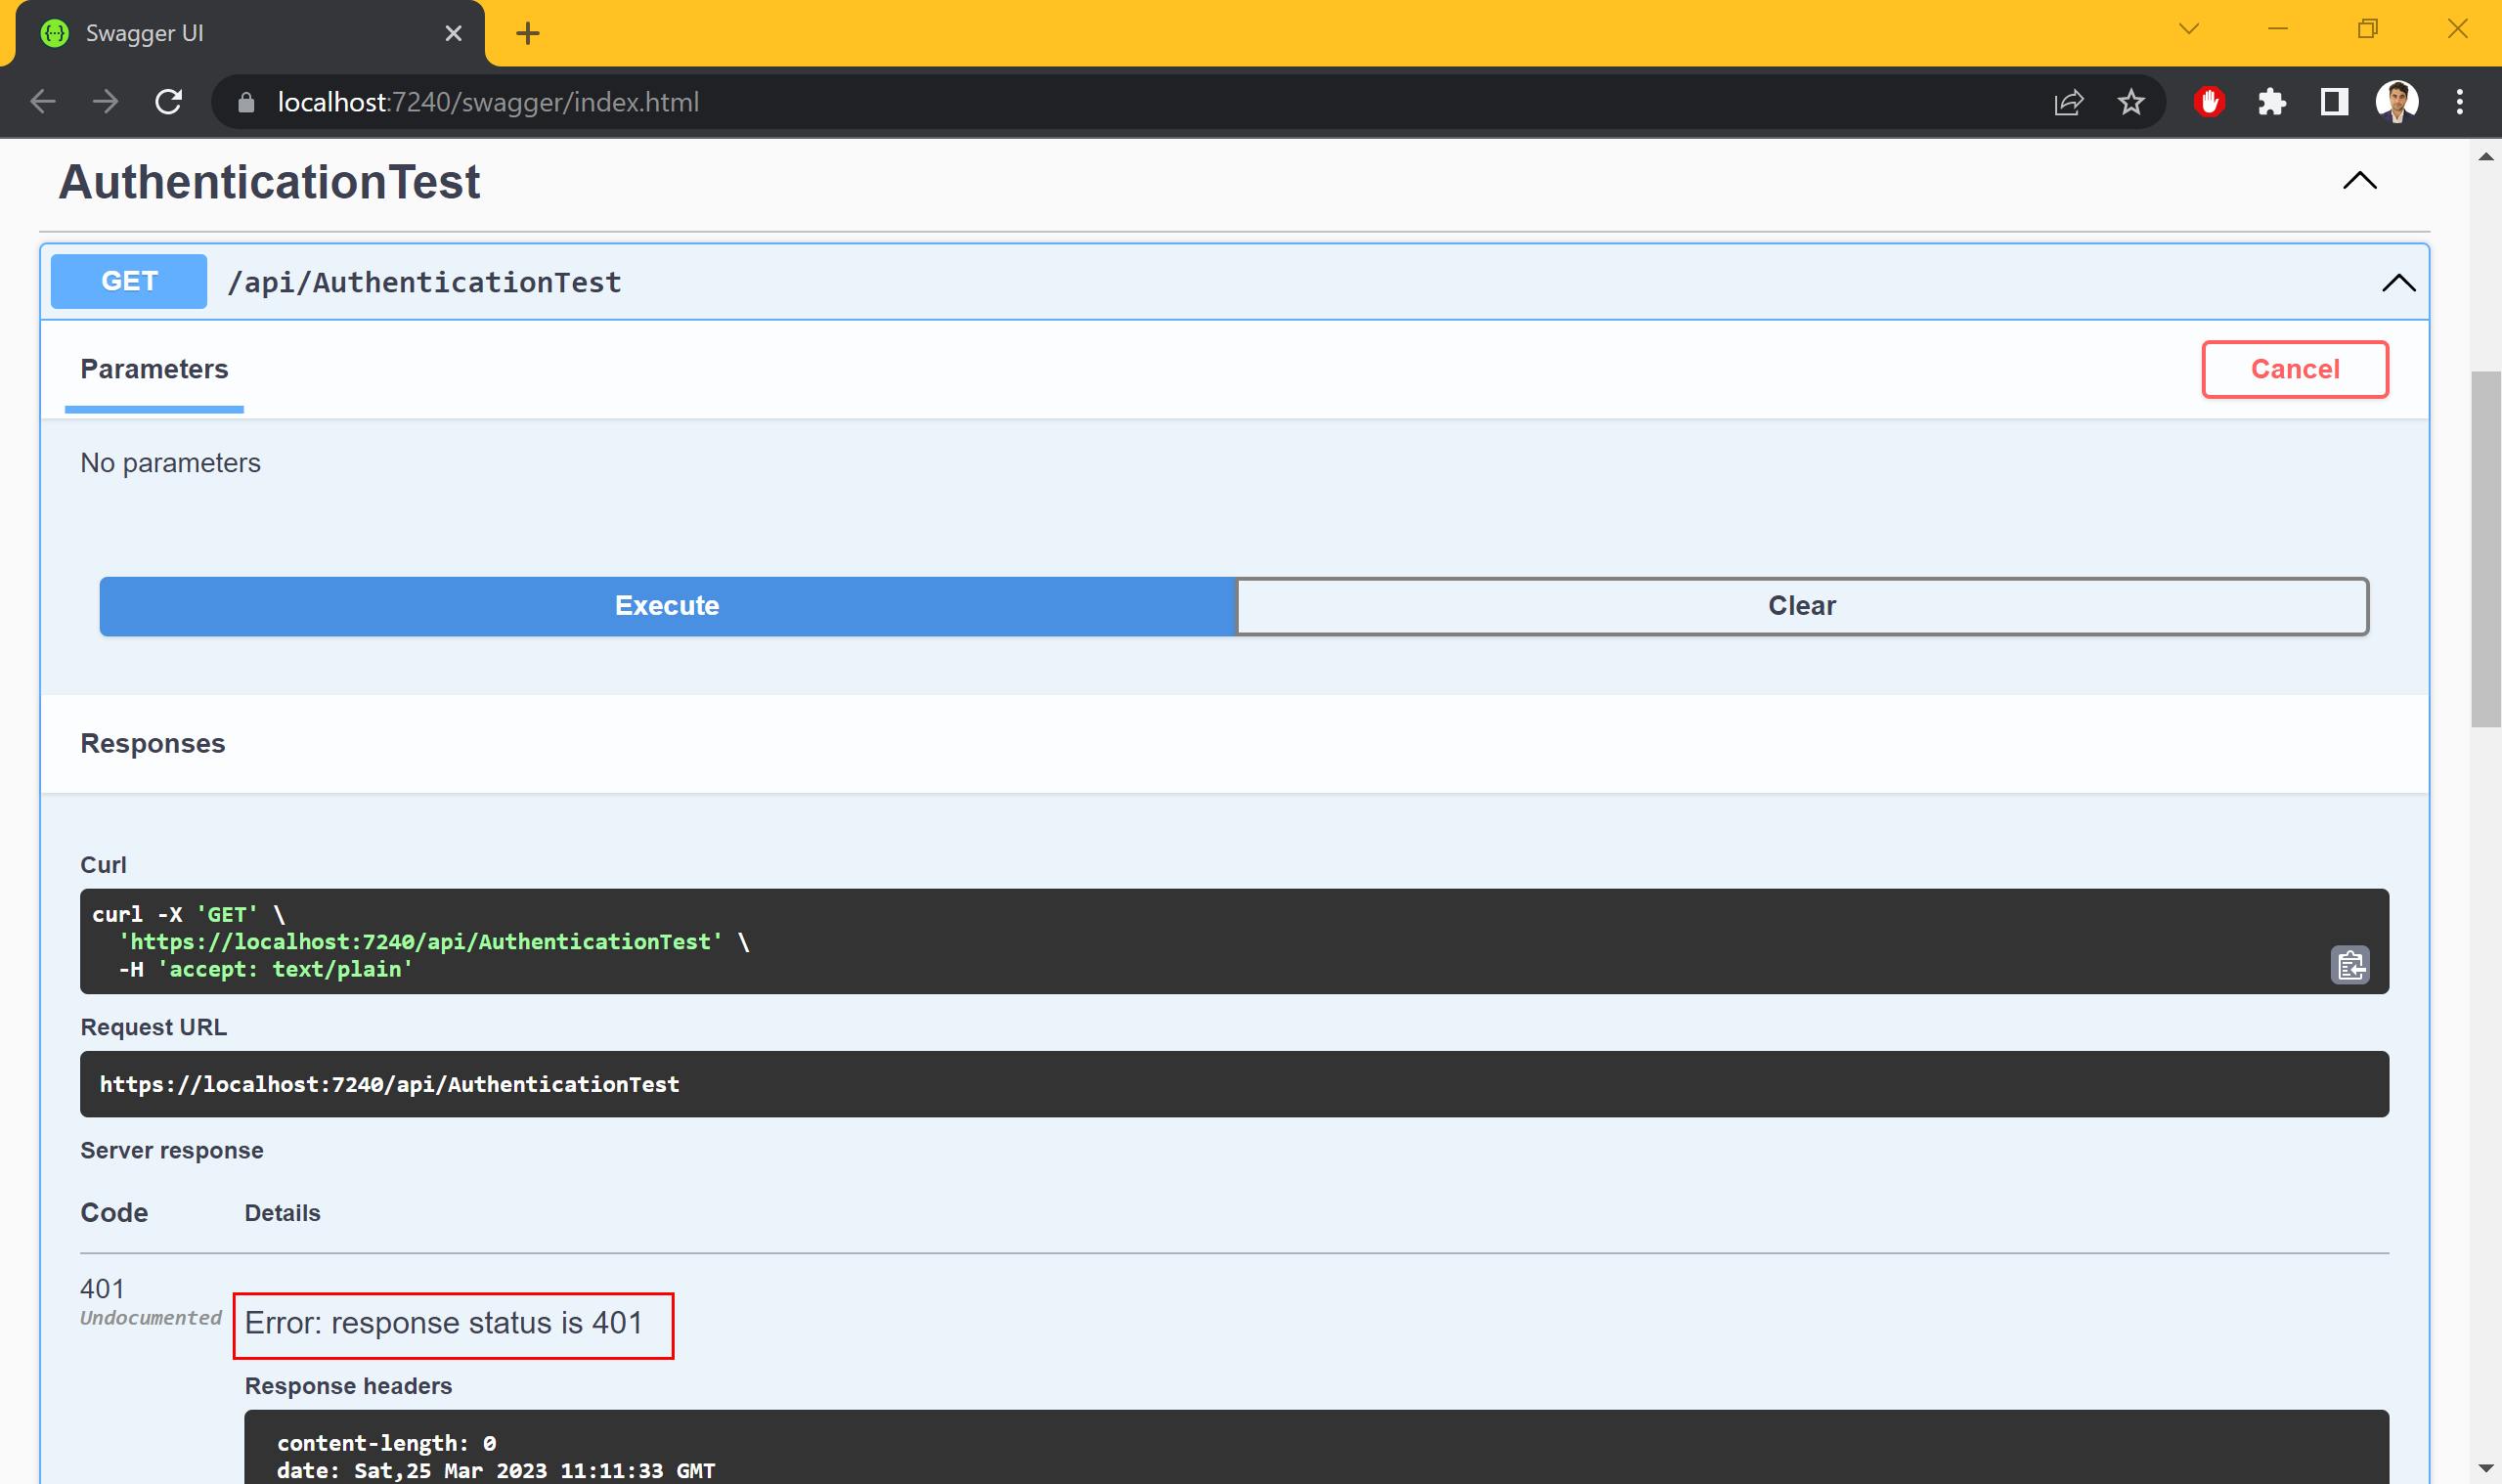 Swagger UI
localhost:7240/swagger/index.html
AuthenticationTest
GET /api/AuthenticationTest
Parameters
Cancel
No parameters
Execute
Clear
Responses
Curl
curl -X 'GET' \
'https://localhost:7240/api/AuthenticationTest' \
-H 'accept: text/plain'
Request URL
https://localhost:7240/api/AuthenticationTest
Server response
Code Details
401
Undocumented
Error: response status is 401
Response headers
content-length: 0
date: Sat,25 Mar 2023 11:11:33 GMT